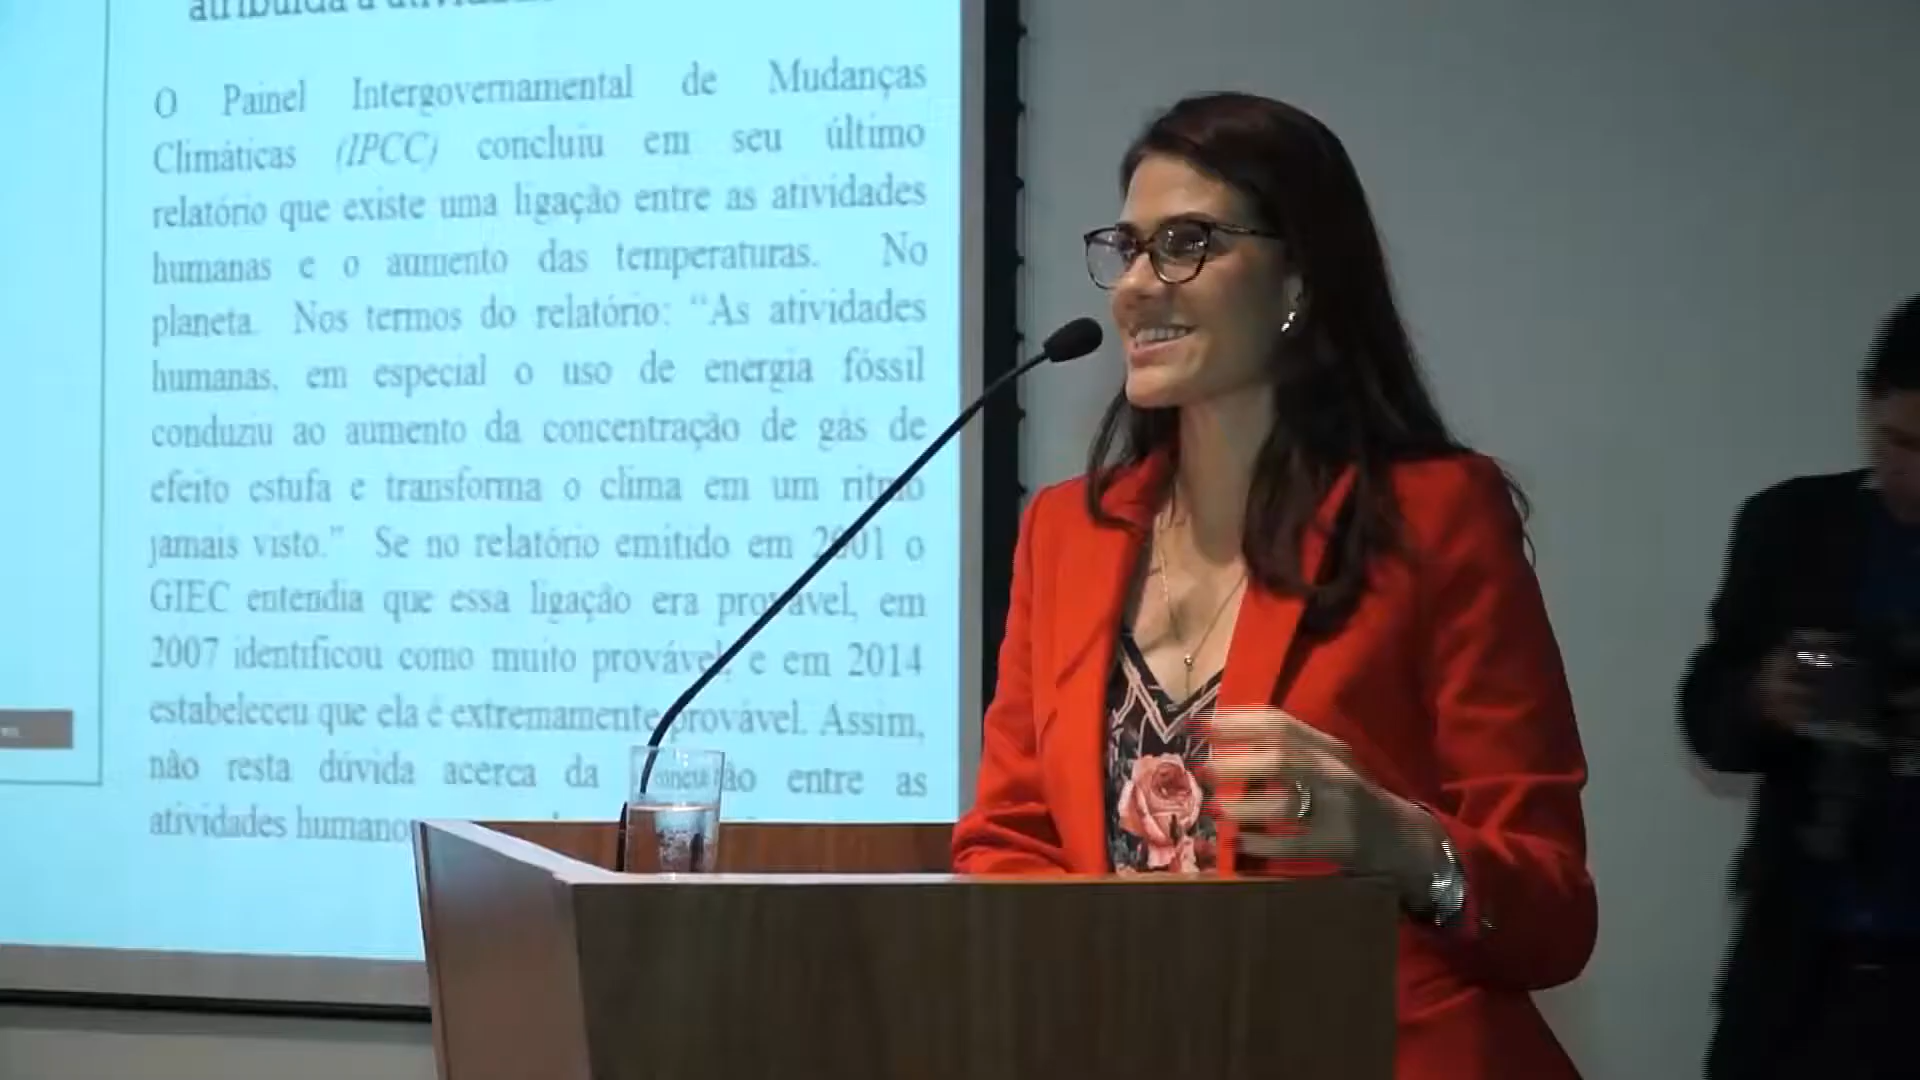 atribuída a
O Painel Intergovernamental de Mudanças
Climáticas (IPCC) concluiu em seu último
relatório que existe uma ligação entre as atividades
humanas e o aumento das temperaturas. No
planeta. Nos termos do relatório: “As atividades
humanas, em especial o uso de energia fóssil
conduziu ao aumento da concentração de gás de
efeito estufa e transforma o clima em um ritmo
jamais visto.” Se no relatório emitido em 2001 o
GIEC entendia que essa ligação era provável, em
2007 identificou como muito provável, e em 2014
estabeleceu que ela é extremamente provável. Assim,
não resta dúvida acerca da entre as
atividades